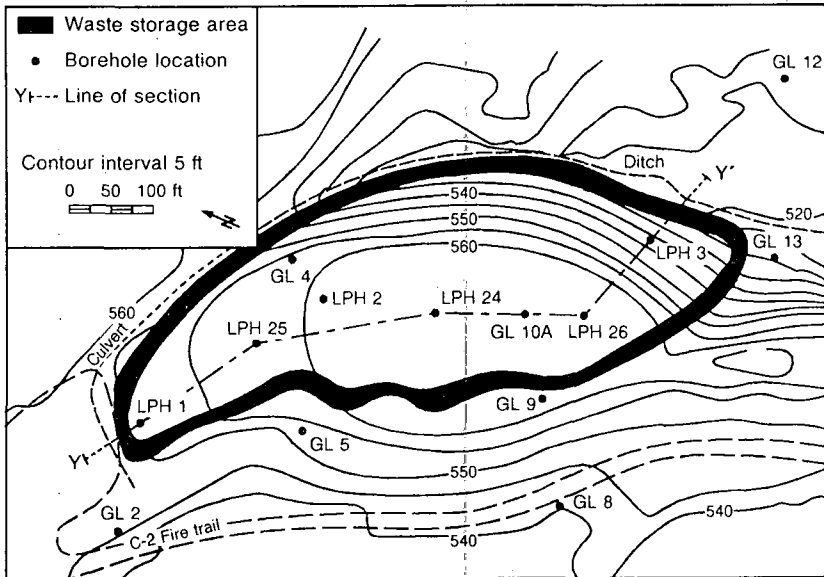 Waste storage area
Borehole location
Y Line of section
Contour interval 5 ft
0 50 100 ft
N
GL 12
Ditch
Y'
540
550
560
520
GL 13
LPH 3
GL 4
LPH 2
LPH 24
GL 10A
LPH 26
LPH 25
560
Culvert
LPH 1
Y
GL 9
GL 5
550
GL 2
C-2 Fire trail
540
GL 8
540